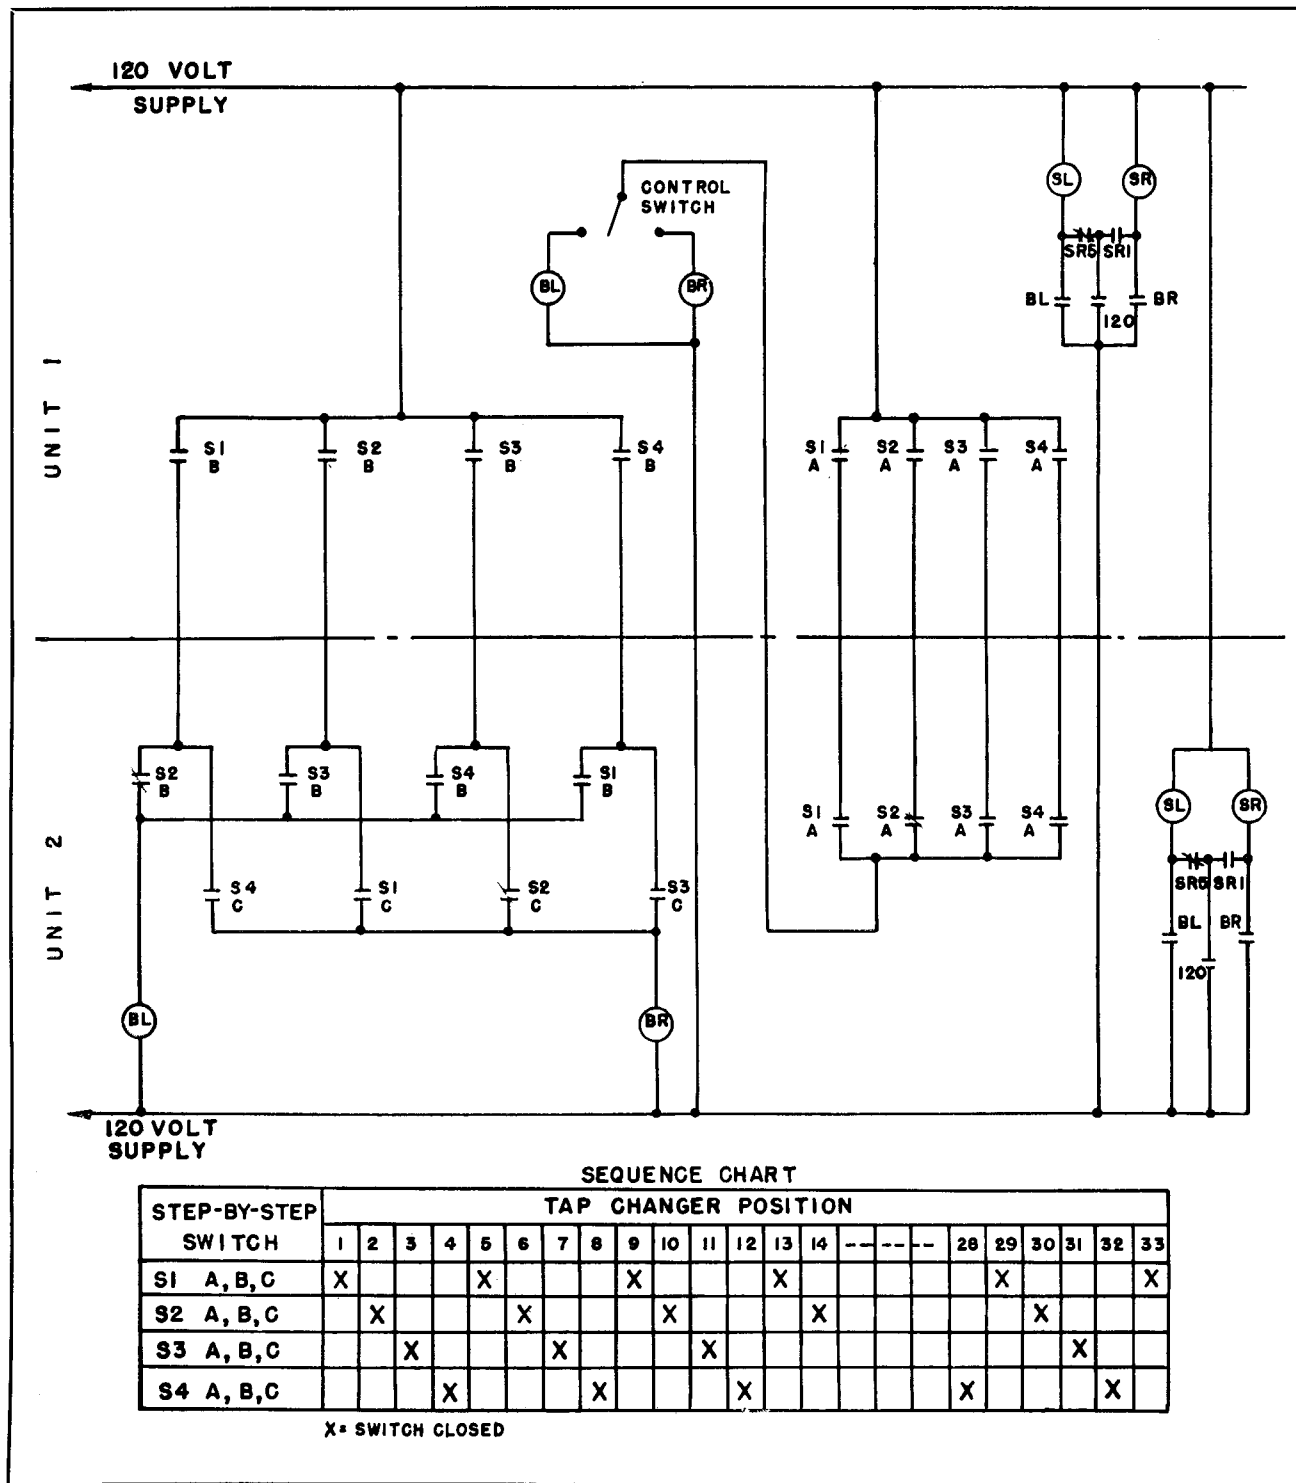 120 VOLT
SUPPLY
CONTROL
SWITCH
BL
BR
SL
SR
SR5 SR1
BL
BR
120
UNIT 1
S1
B
S2
B
S3
B
S4
B
S1
A
S2
A
S3
A
S4
A
UNIT 2
S2
B
S3
B
S4
B
S1
B
S4
C
S1
C
S2
C
S3
C
S1
A
S2
A
S3
A
S4
A
SL
SR
SR5 SR1
BL
BR
120
BL
BR
120 VOLT
SUPPLY
SEQUENCE CHART
STEP-BY-STEP
SWITCH
TAP CHANGER POSITION
1 2 3 4 5 6 7 8 9 10 11 12 13 14 -- -- -- -- 28 29 30 31 32 33
S1 A, B, C X X X X X X
S2 A, B, C X X X X X
S3 A, B, C X X X X
S4 A, B, C X X X X X
X= SWITCH CLOSED